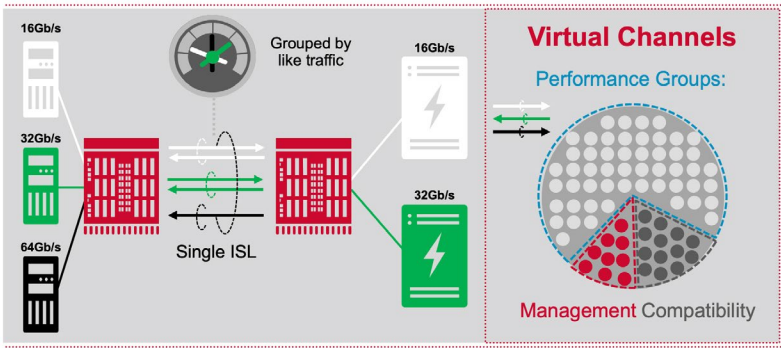 16Gb/s
32Gb/s
64Gb/s
Grouped by
like traffic
Single ISL
16Gb/s
32Gb/s
Virtual Channels
Performance Groups:
Management Compatibility